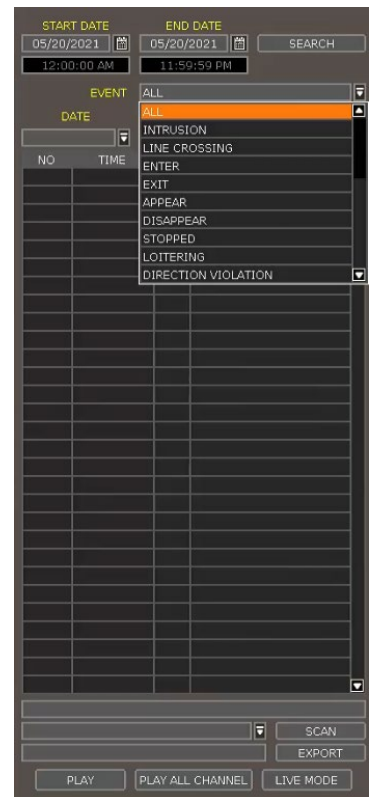 START DATE END DATE
05/20/2021 05/20/2021 SEARCH
12:00:00 AM 11:59:59 PM
EVENT ALL
DATE ALL
INTRUSION
LINE CROSSING
NO TIME ENTER
EXIT
APPEAR
DISAPPEAR
STOPPED
LOITERING
DIRECTION VIOLATION
SCAN
EXPORT
PLAY PLAY ALL CHANNEL LIVE MODE